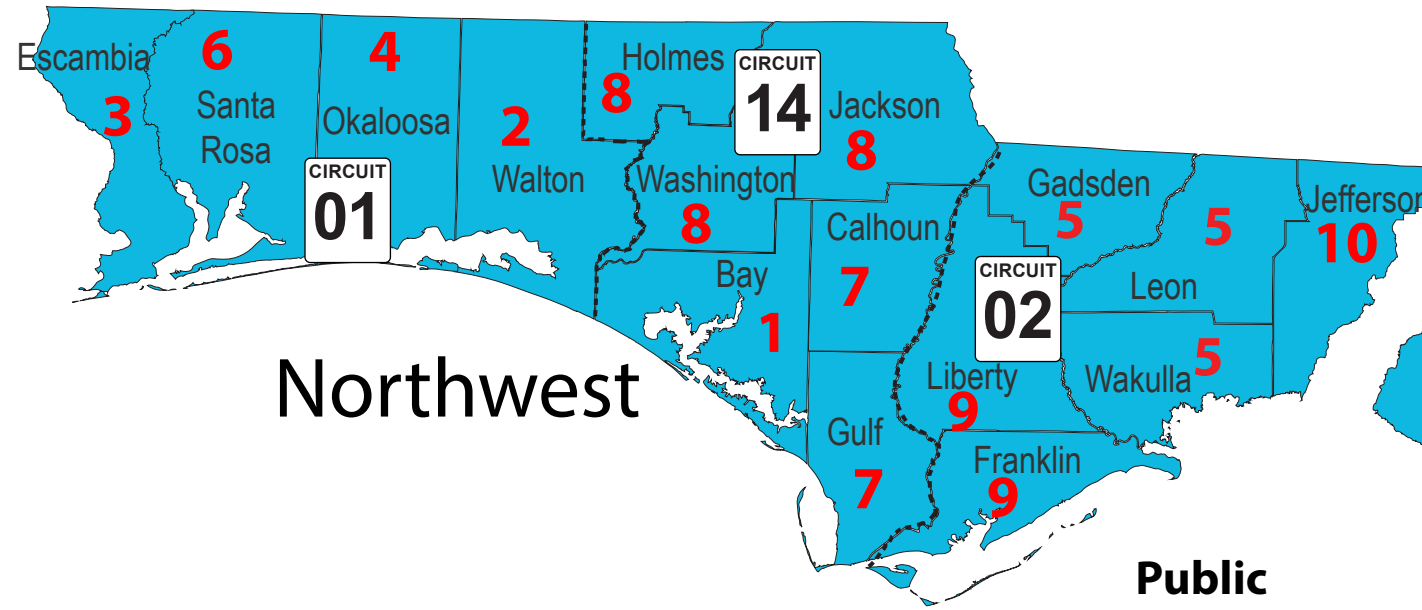 Escambia
3
6
Santa
Rosa
4
Okaloosa
CIRCUIT
01
2
Walton
Holmes
8
CIRCUIT
14
Jackson
8
Washington
8
Calhoun
7
Bay
1
Gulf
7
Gadsden
5
5
Leon
Jefferson
10
CIRCUIT
02
Liberty
9
Wakulla
5
Franklin
9
Northwest
Public